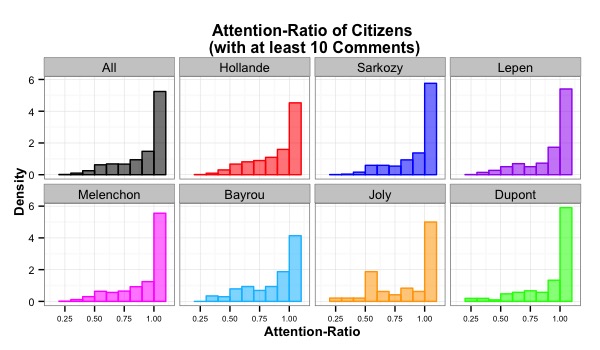 Attention-Ratio of Citizens
(with at least 10 Comments)
All Hollande Sarkozy Lepen
6
4
2
0
Melenchon Bayrou Joly Dupont
6
4
2
0
Density
0.25 0.50 0.75 1.00 0.25 0.50 0.75 1.00 0.25 0.50 0.75 1.00 0.25 0.50 0.75 1.00
Attention-Ratio